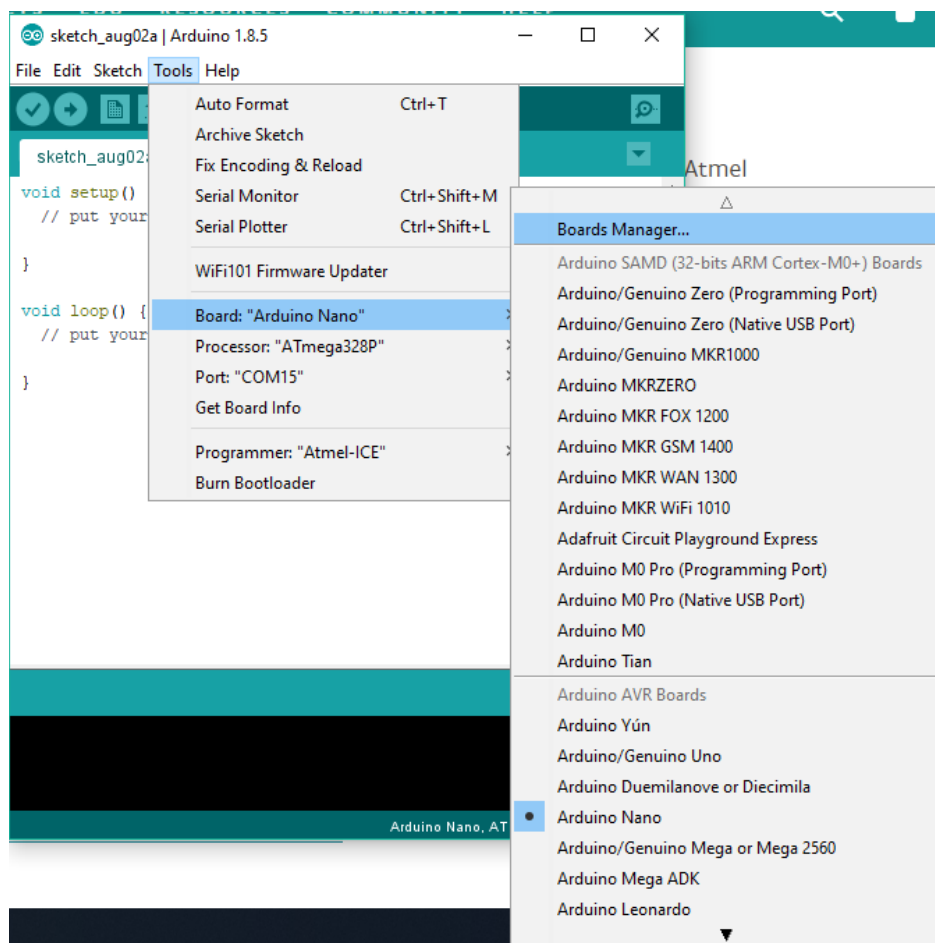 sketch_aug02a | Arduino 1.8.5
File Edit Sketch Tools Help
Auto Format Ctrl+T
Archive Sketch
Fix Encoding & Reload
Serial Monitor Ctrl+Shift+M
Serial Plotter Ctrl+Shift+L
WiFi101 Firmware Updater
Board: "Arduino Nano"
Processor: "ATmega328P"
Port: "COM15"
Get Board Info
Programmer: "Atmel-ICE"
Burn Bootloader
sketch_aug02a
void setup()
// put your
}
void loop() {
// put your
}
Arduino Nano, AT
Atmel
Boards Manager...
Arduino SAMD (32-bits ARM Cortex-M0+) Boards
Arduino/Genuino Zero (Programming Port)
Arduino/Genuino Zero (Native USB Port)
Arduino/Genuino MKR1000
Arduino MKRZERO
Arduino MKR FOX 1200
Arduino MKR GSM 1400
Arduino MKR WAN 1300
Arduino MKR WiFi 1010
Adafruit Circuit Playground Express
Arduino M0 Pro (Programming Port)
Arduino M0 Pro (Native USB Port)
Arduino M0
Arduino Tian
Arduino AVR Boards
Arduino Yún
Arduino/Genuino Uno
Arduino Duemilanove or Diecimila
Arduino Nano
Arduino/Genuino Mega or Mega 2560
Arduino Mega ADK
Arduino Leonardo